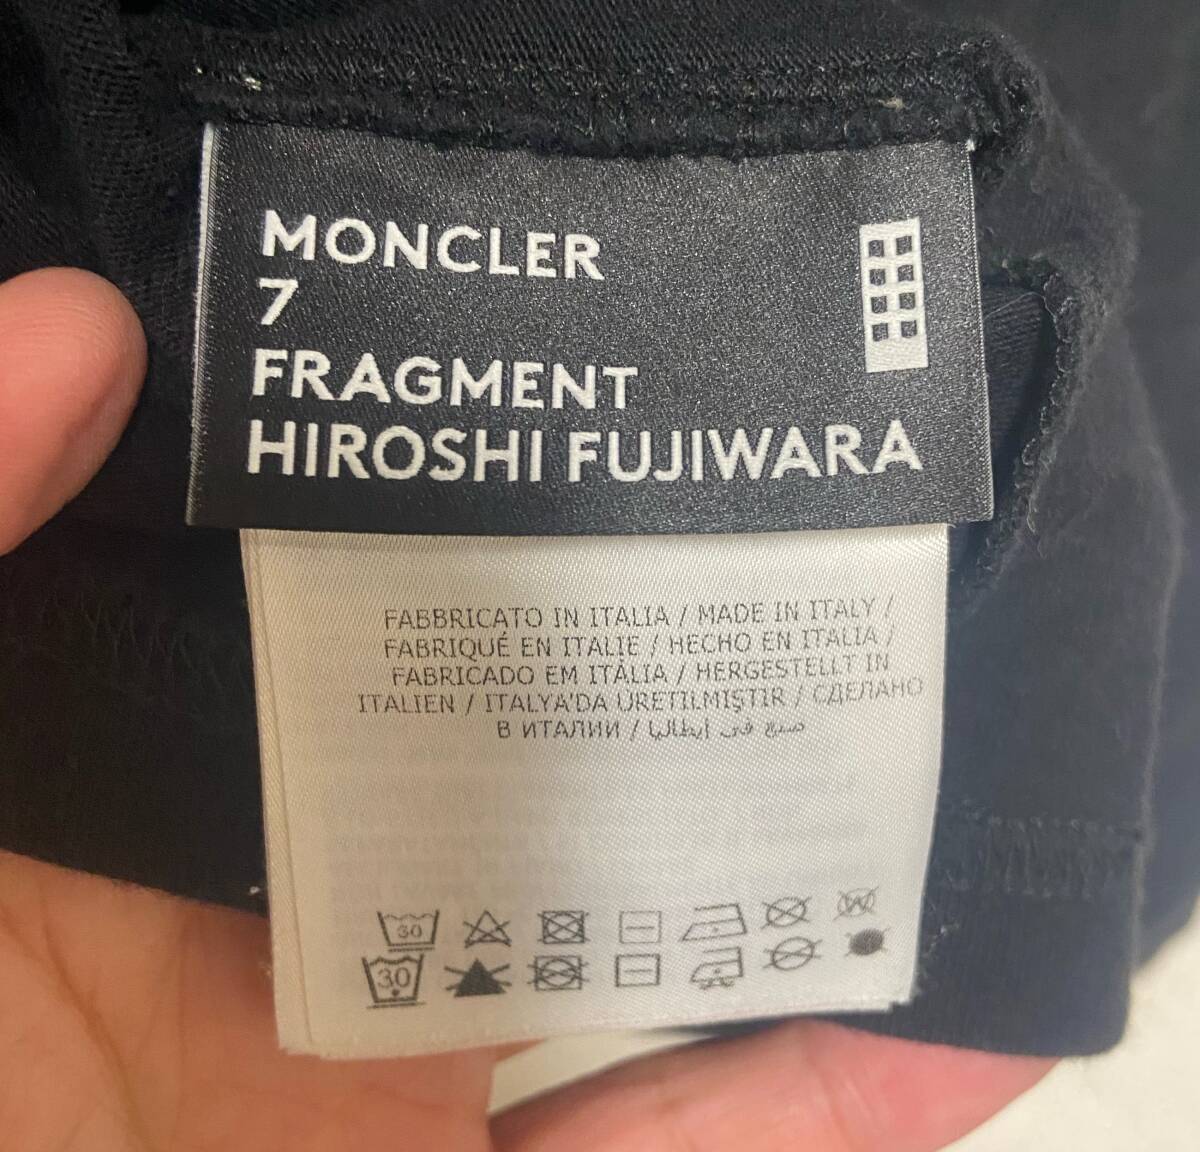 MONCLER
7
FRAGMENT
HIROSHI FUJIWARA
FABBRICATO IN ITALIA / MADE IN ITALY /
FABRIQUÉ EN ITALIE / HECHO EN ITALIA /
FABRICADO EM ITÁLIA / HERGESTELLT IN
ITALIEN / ITALYA'DA URETILMIŞTIR / СДЕЛАНО
В ИТАЛИИ / صنع في أيطاليا
30 W
30